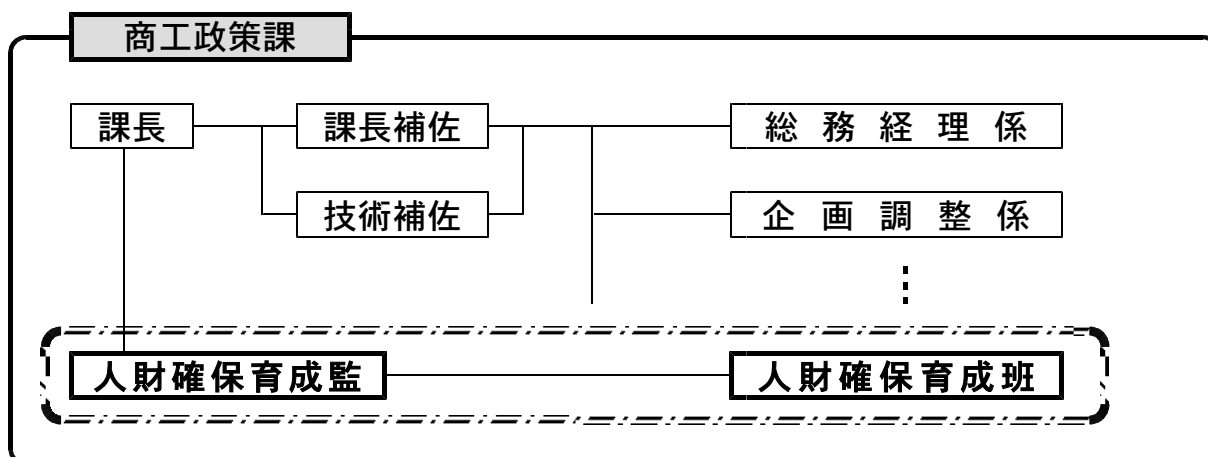 商工政策課
課長
課長補佐
総務経理係
技術補佐
企画調整係
人財確保育成監
人財確保育成班